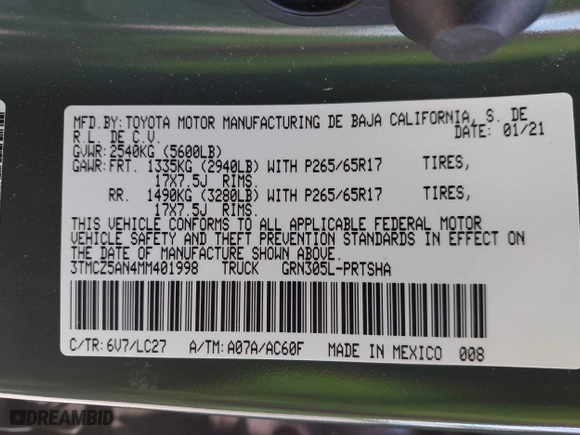 MFD.BY: TOYOTA MOTOR MANUFACTURING DE BAJA CALIFORNIA, S. DE
R.L. DE C.V. DATE: 01/21
GVWR: 2540KG (5600LB)
GAWR: FRT. 1335KG (2940LB) WITH P265/65R17 TIRES,
17X7.5J RIMS.
RR. 1490KG (3280LB) WITH P265/65R17 TIRES,
17X7.5J RIMS.
THIS VEHICLE CONFORMS TO ALL APPLICABLE FEDERAL MOTOR
VEHICLE SAFETY AND THEFT PREVENTION STANDARDS IN EFFECT ON
THE DATE OF MANUFACTURE SHOWN ABOVE.
3TMCZ5AN4MM401998 TRUCK GRN305L-PRTSHA
C/TR: 6V7/LC27 A/TM: A07A/AC60F MADE IN MEXICO 008
DREAMBID